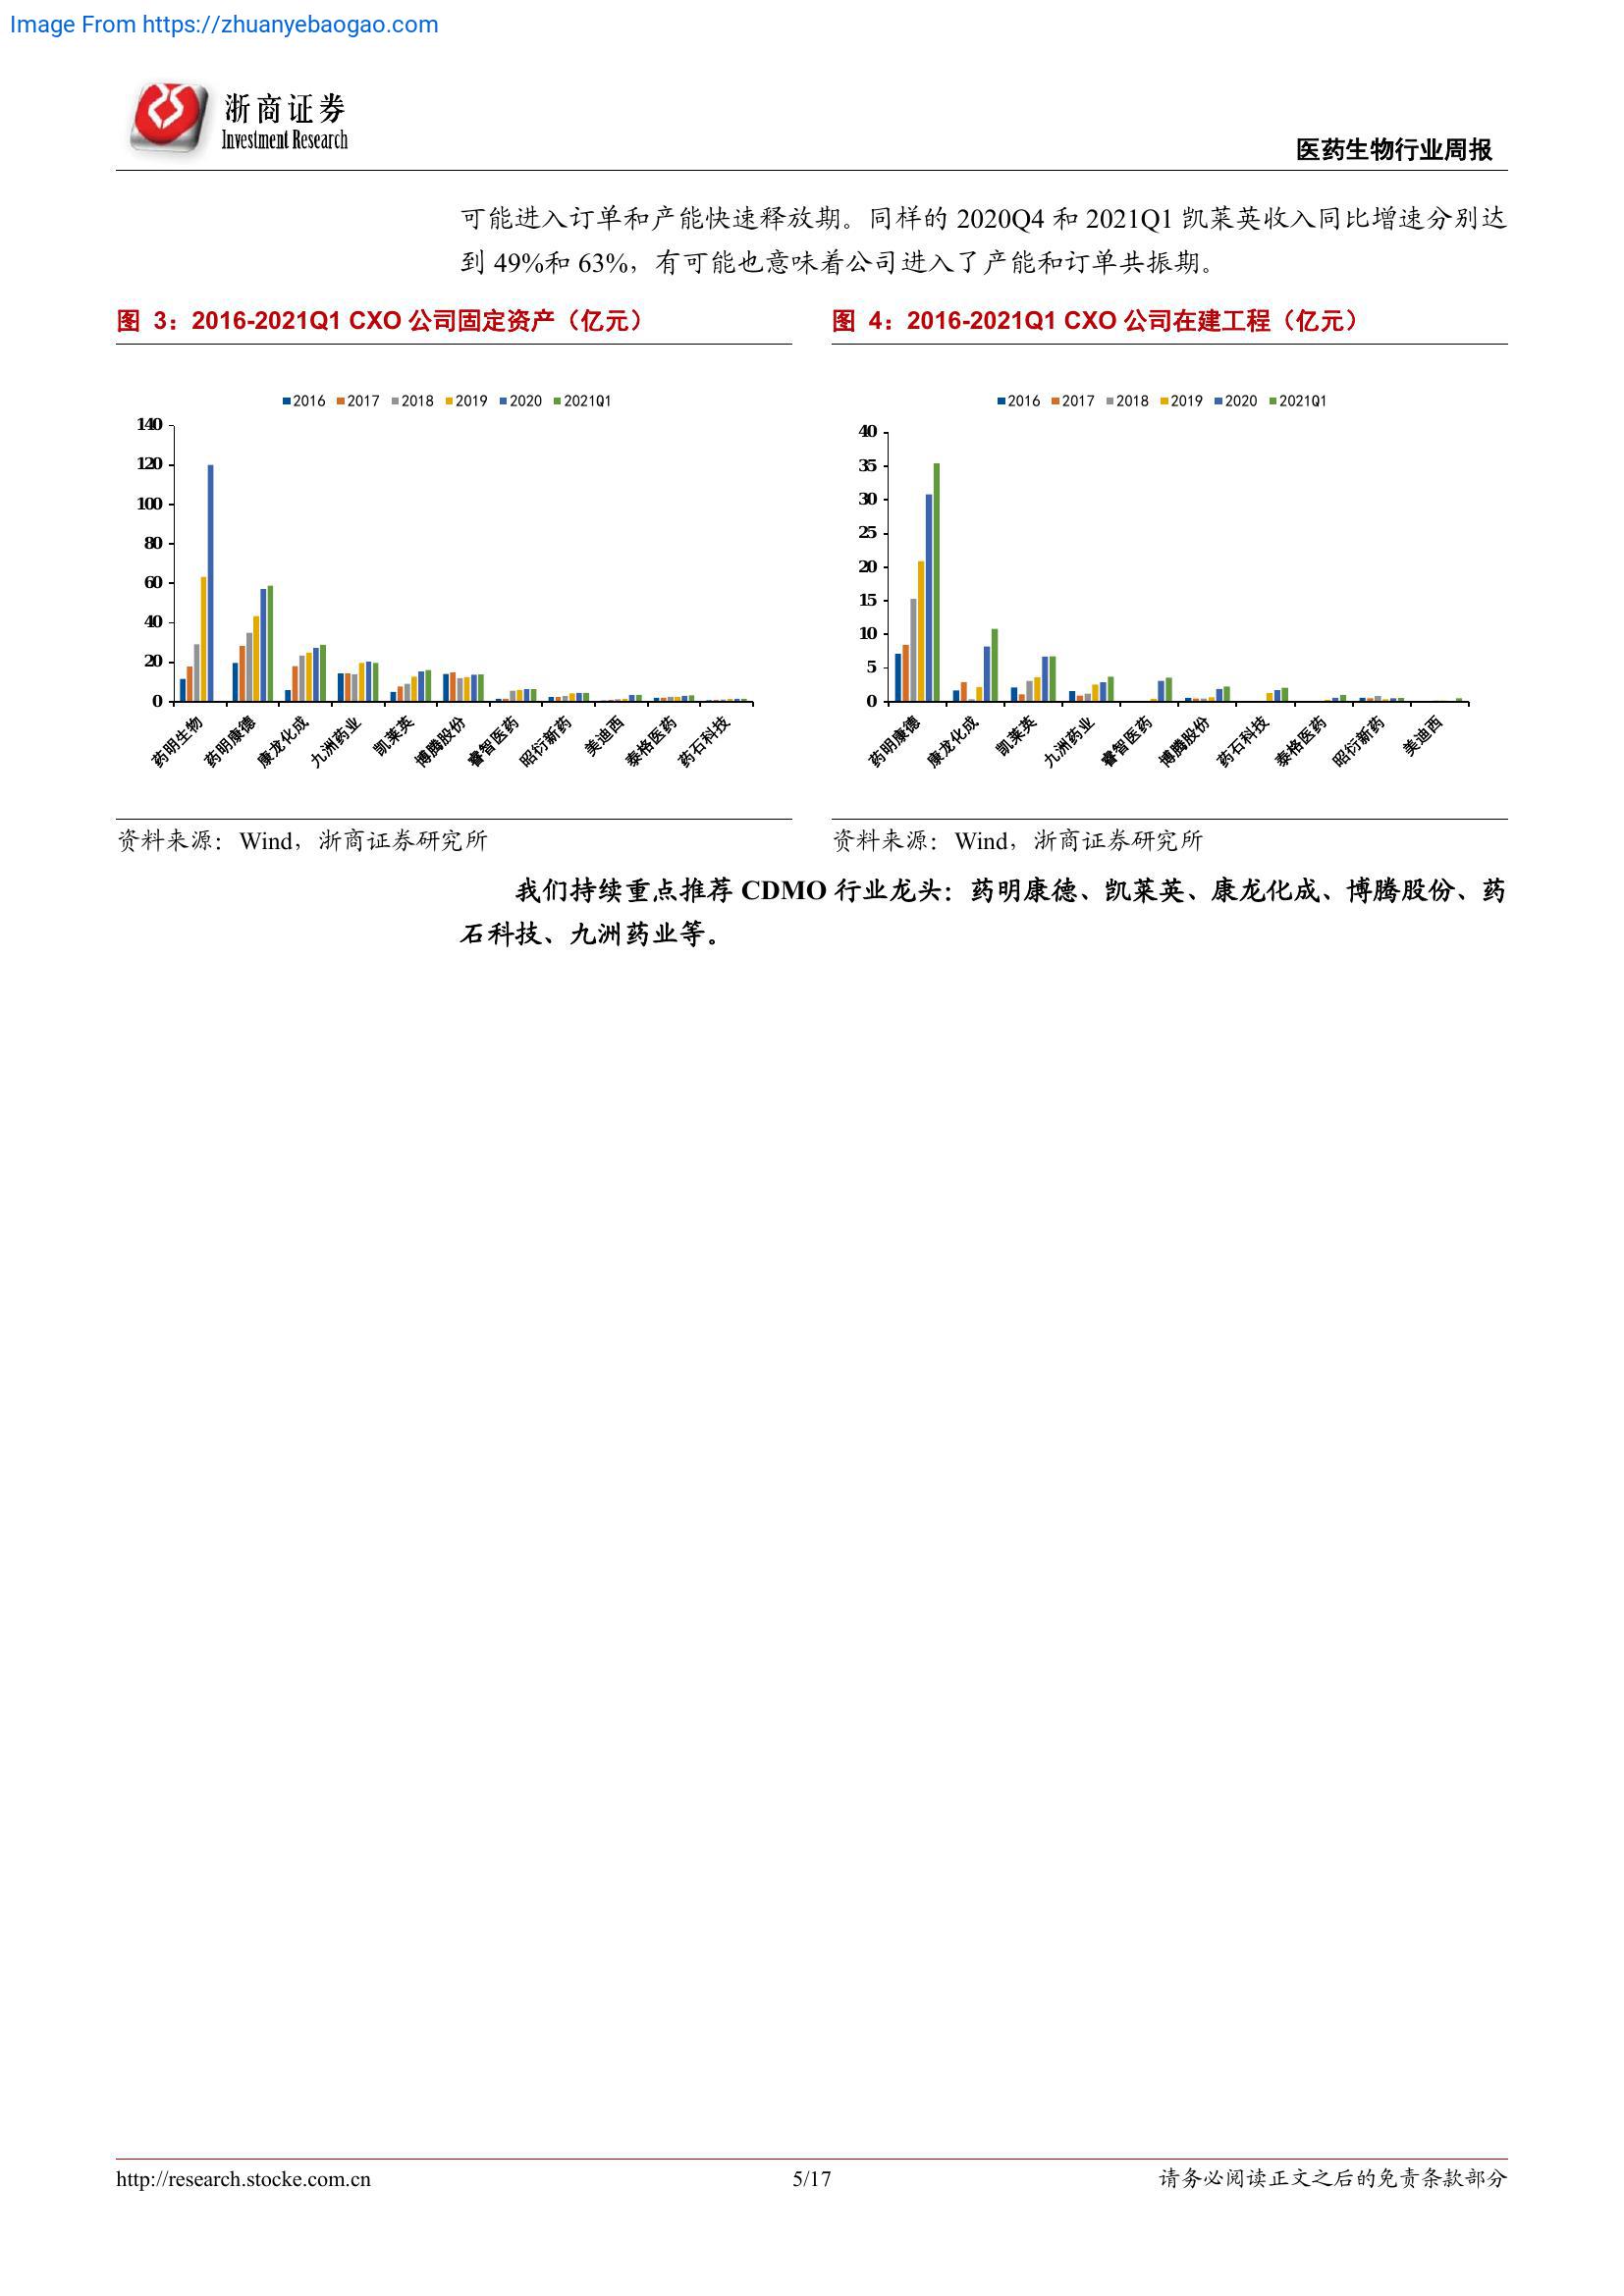 Image From https://zhuanyebaogao.com
浙商证券
Investment Research
医药生物行业周报
可能进入订单和产能快速释放期。同样的 2020Q4 和 2021Q1 凯莱英收入同比增速分别达
到 49%和 63%，有可能也意味着公司进入了产能和订单共振期。
图 3：2016-2021Q1 CXO 公司固定资产（亿元）
2016 2017 2018 2019 2020 2021Q1
140
120
100
80
60
40
20
0
药明生物 药明康德 康龙化成 九洲药业 凯莱英 博腾股份 睿智医药 昭衍新药 美迪西 泰格医药 药石科技
资料来源：Wind，浙商证券研究所
图 4：2016-2021Q1 CXO 公司在建工程（亿元）
2016 2017 2018 2019 2020 2021Q1
40
35
30
25
20
15
10
5
0
药明康德 康龙化成 凯莱英 九洲药业 睿智医药 博腾股份 药石科技 泰格医药 昭衍新药 美迪西
资料来源：Wind，浙商证券研究所
我们持续重点推荐 CDMO 行业龙头：药明康德、凯莱英、康龙化成、博腾股份、药
石科技、九洲药业等。
http://research.stocke.com.cn
5/17
请务必阅读正文之后的免责条款部分